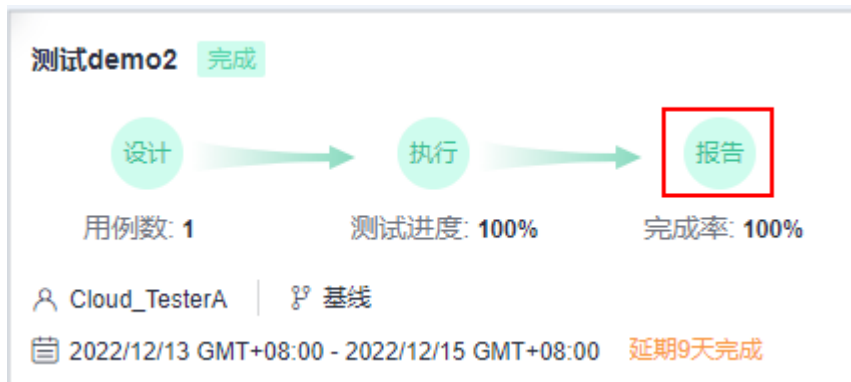 测试demo2 完成
设计 执行 报告
用例数: 1 测试进度: 100% 完成率: 100%
Cloud_TesterA 基线
2022/12/13 GMT+08:00 - 2022/12/15 GMT+08:00 延期9天完成